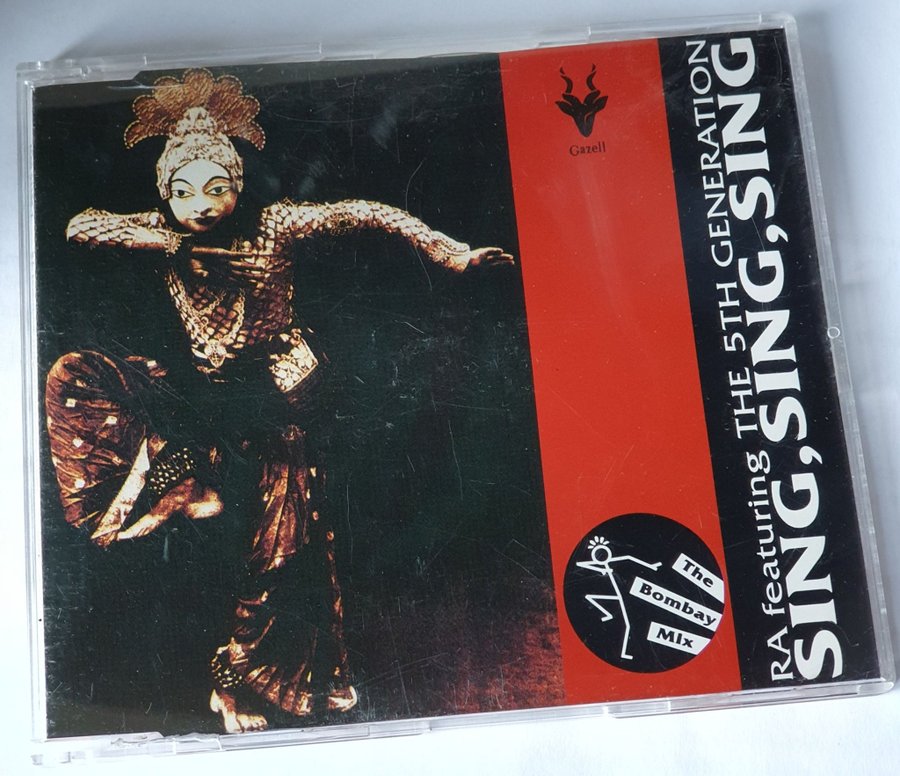 Gazell
RA featuring THE 5TH GENERATION
SING,SING,SING
The
Bombay
Mix